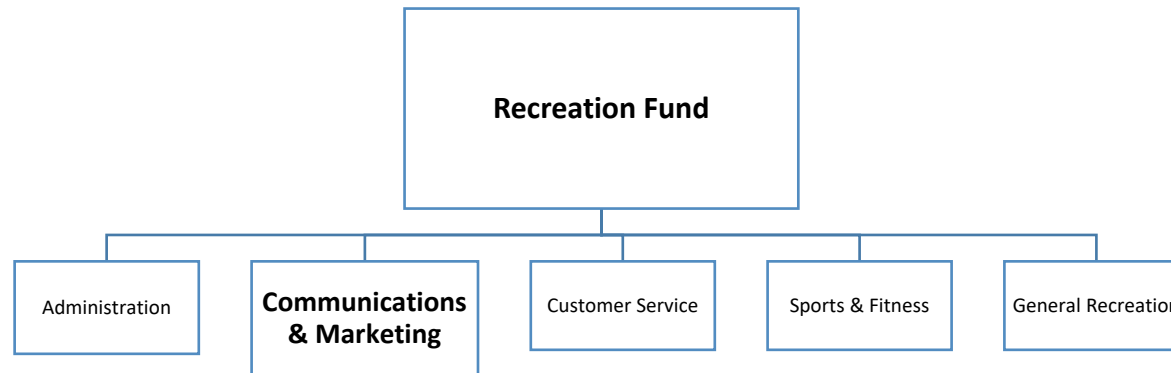 Recreation Fund
Administration
Communications
& Marketing
Customer Service
Sports & Fitness
General Recreation